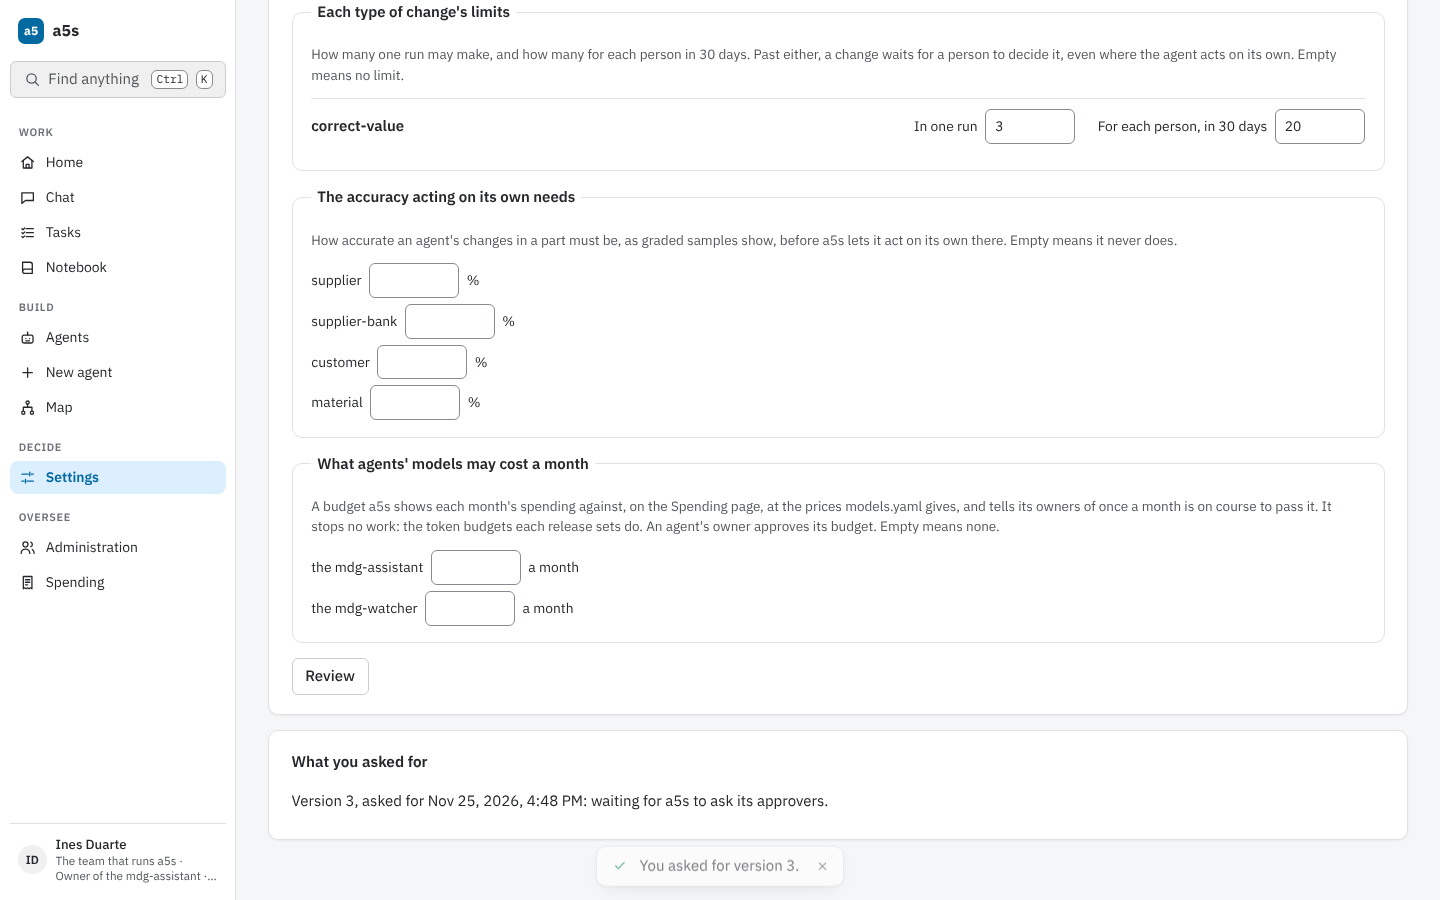 a5 a5s
Find anything Ctrl K
WORK
Home
Chat
Tasks
Notebook
BUILD
Agents
New agent
Map
DECIDE
Settings
OVERSEE
Administration
Spending
ID
Ines Duarte
The team that runs a5s ·
Owner of the mdg-assistant ·...
Each type of change's limits
How many one run may make, and how many for each person in 30 days. Past either, a change waits for a person to decide it, even where the agent acts on its own. Empty
means no limit.
correct-value In one run 3 For each person, in 30 days 20
The accuracy acting on its own needs
How accurate an agent's changes in a part must be, as graded samples show, before a5s lets it act on its own there. Empty means it never does.
supplier %
supplier-bank %
customer %
material %
What agents' models may cost a month
A budget a5s shows each month's spending against, on the Spending page, at the prices models.yaml gives, and tells its owners of once a month is on course to pass it. It
stops no work: the token budgets each release sets do. An agent's owner approves its budget. Empty means none.
the mdg-assistant a month
the mdg-watcher a month
Review
What you asked for
Version 3, asked for Nov 25, 2026, 4:48 PM: waiting for a5s to ask its approvers.
You asked for version 3.